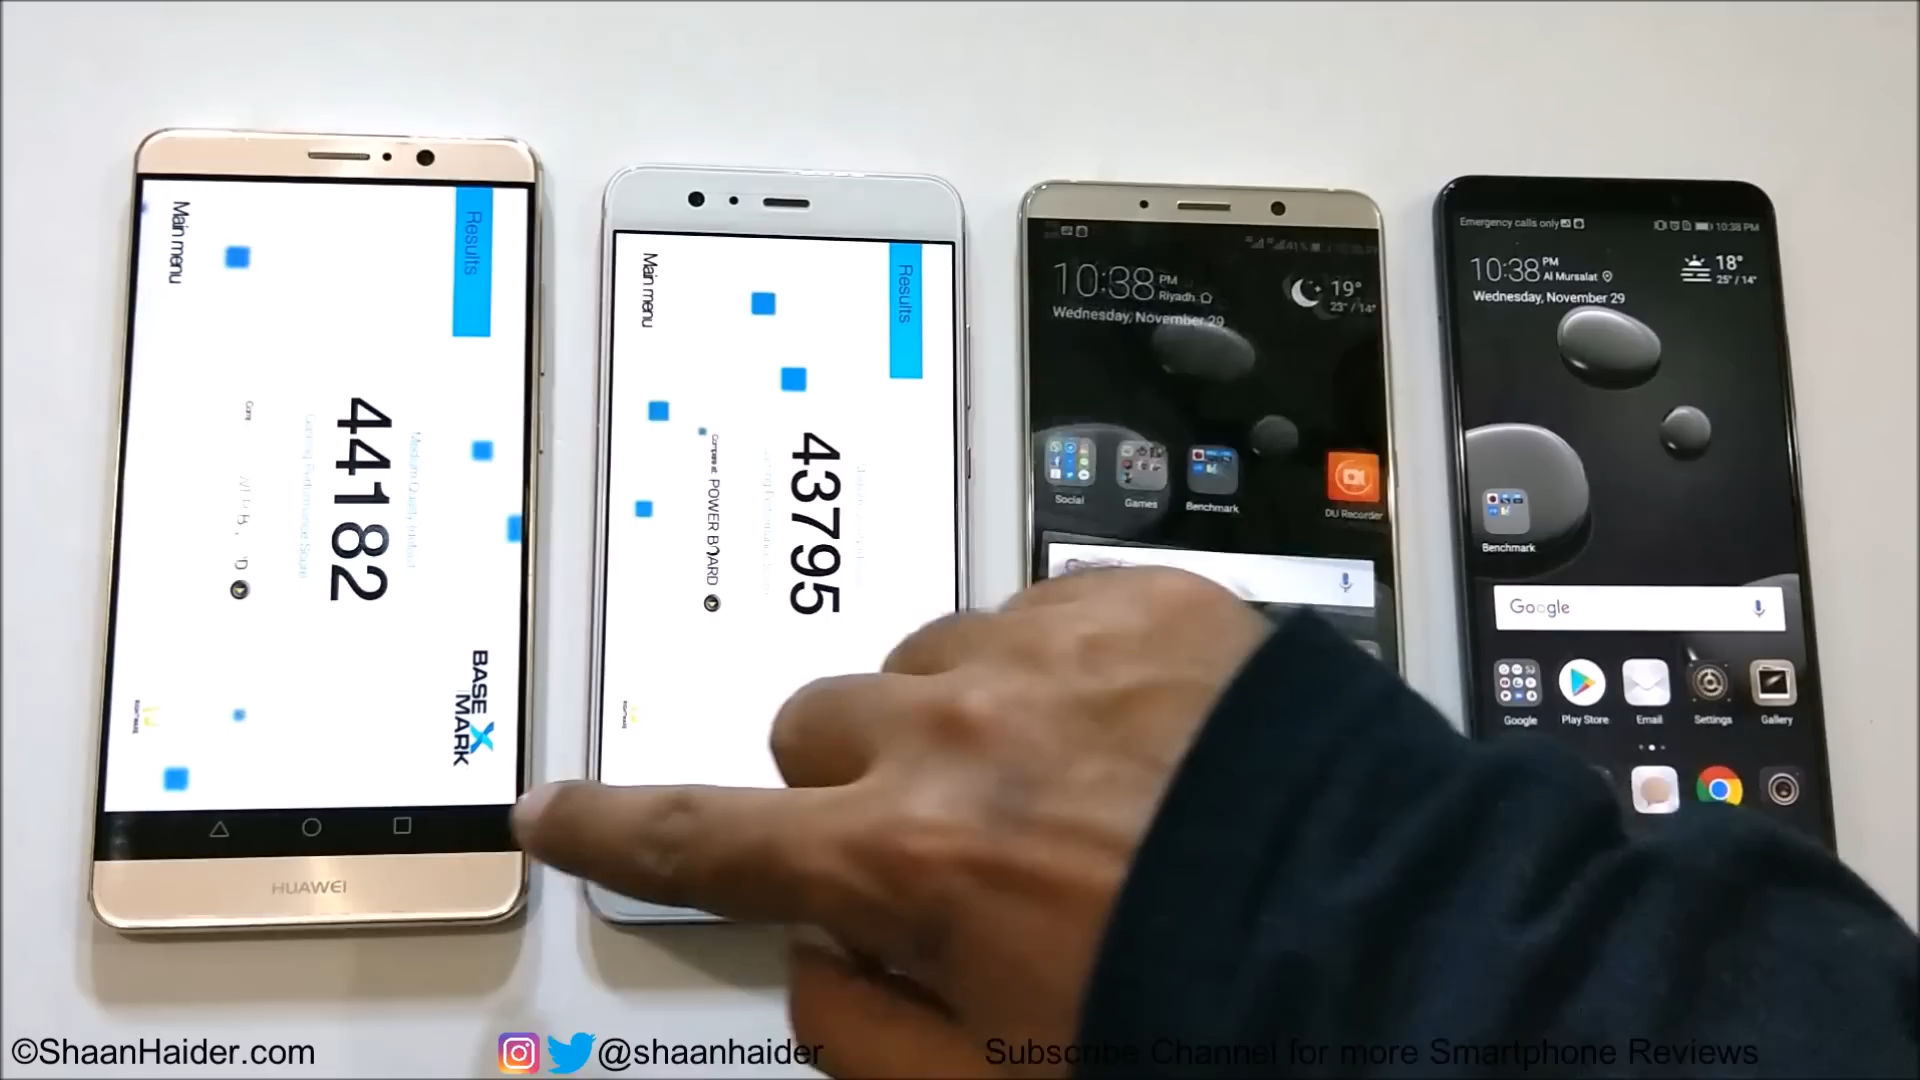 Main menu
Results
44182
BASE
MARK
HUAWEI
Main menu
Results
43795
Compare at: POWER BOARD
10:38 PM
Riyadh
Wednesday, November 29
19°
23° / 14°
Social
Games
Benchmark
DU Recorder
Emergency calls only
10:38 PM
10:38 PM
Al Mursalat
Wednesday, November 29
18°
25° / 14°
Benchmark
Google
Google
Play Store
Email
Settings
Gallery
©ShaanHaider.com
@shaanhaider
Subscribe Channel for more Smartphone Reviews